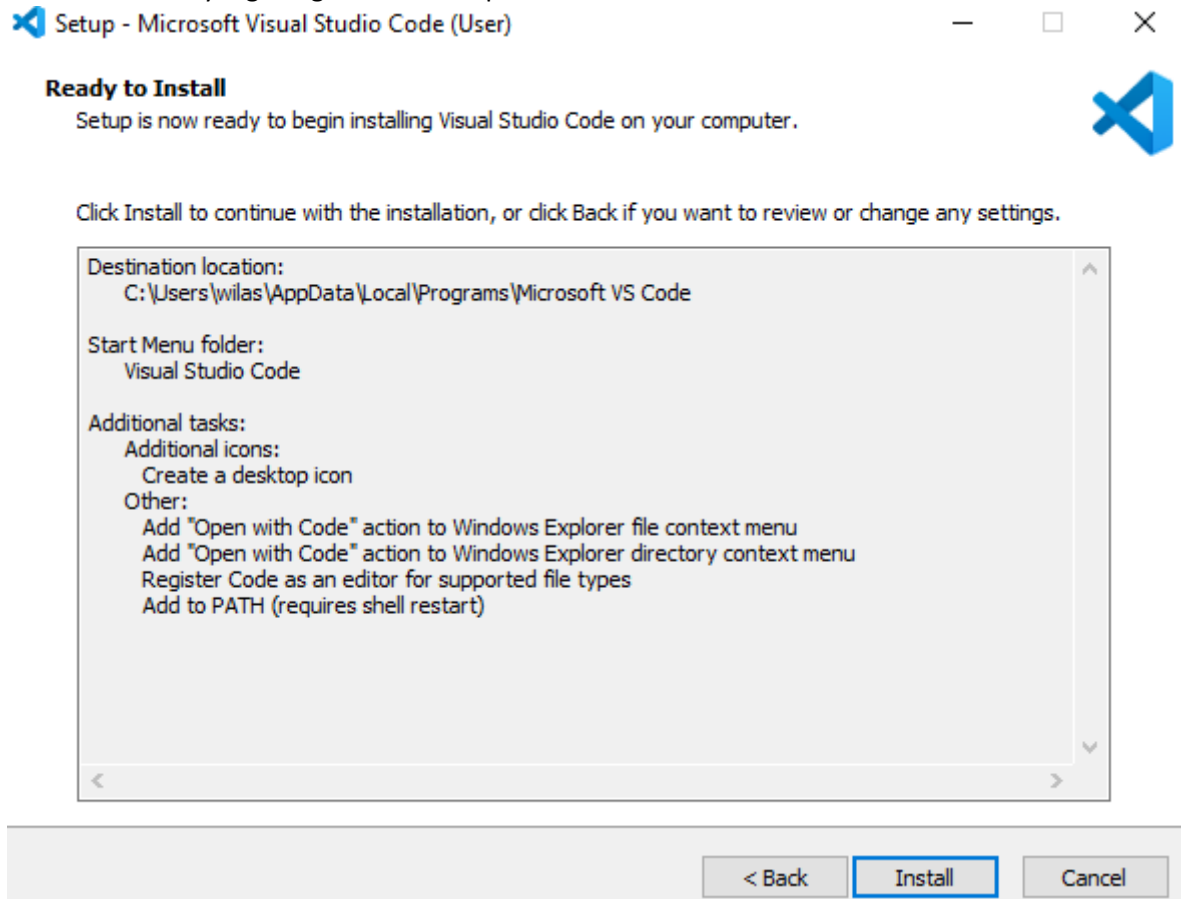 Setup - Microsoft Visual Studio Code (User)
Ready to Install
Setup is now ready to begin installing Visual Studio Code on your computer.
Click Install to continue with the installation, or click Back if you want to review or change any settings.
Destination location:
C:\Users\wilas\AppData\Local\Programs\Microsoft VS Code
Start Menu folder:
Visual Studio Code
Additional tasks:
Additional icons:
Create a desktop icon
Other:
Add "Open with Code" action to Windows Explorer file context menu
Add "Open with Code" action to Windows Explorer directory context menu
Register Code as an editor for supported file types
Add to PATH (requires shell restart)
< Back Install Cancel